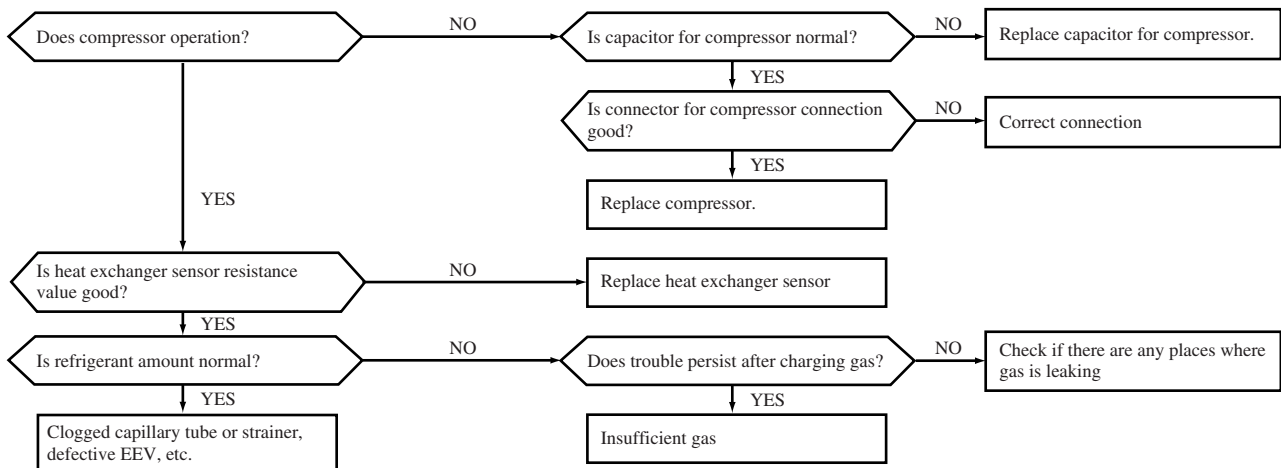 Does compressor operation?
NO
Is capacitor for compressor normal?
NO
Replace capacitor for compressor.
YES
Is connector for compressor connection
good?
NO
Correct connection
YES
YES
Replace compressor.
Is heat exchanger sensor resistance
value good?
NO
Replace heat exchanger sensor
YES
Is refrigerant amount normal?
NO
Does trouble persist after charging gas?
NO
Check if there are any places where
gas is leaking
YES
YES
Clogged capillary tube or strainer,
defective EEV, etc.
Insufficient gas